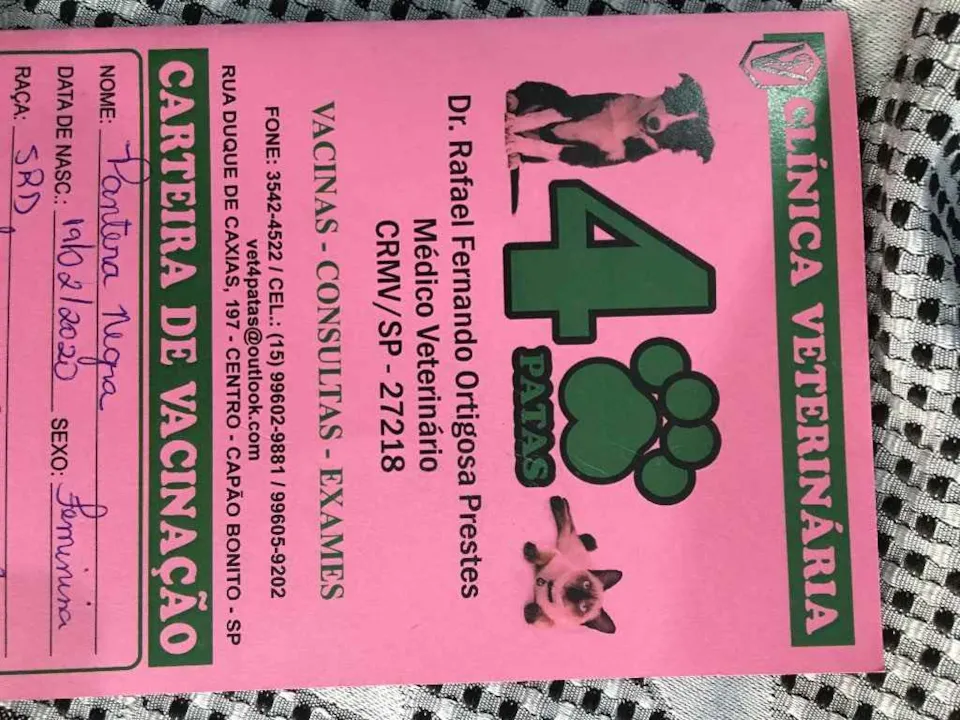 CLÍNICA VETERINÁRIA
4
PATAS
Dr. Rafael Fernando Ortigosa Prestes
Médico Veterinário
CRMV/SP - 27218
VACINAS - CONSULTAS - EXAMES
FONE: 3542-4522 / CEL.: (15) 99602-9881 / 99605-9202
vet4patas@outlook.com
RUA DUQUE DE CAXIAS, 197 - CENTRO - CAPÃO BONITO - SP
CARTEIRA DE VACINAÇÃO
NOME: Pantera Negra
DATA DE NASC.: 19/02/2020 SEXO: Feminina
RAÇA: SRD